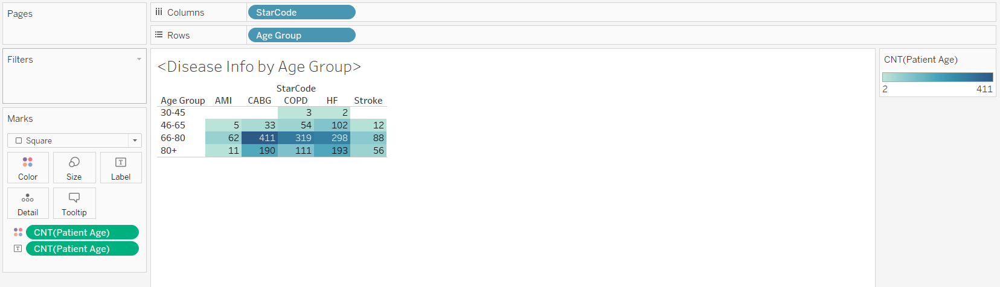 Pages
Columns
StarCode
Rows
Age Group
Filters
<Disease Info by Age Group>
CNT(Patient Age)
2 411
StarCode
Age Group AMI CABG COPD HF Stroke
30-45 3 2
46-65 5 33 54 102 12
66-80 62 411 319 298 88
80+ 11 190 111 193 56
Marks
Square
Color Size Label
Detail Tooltip
CNT(Patient Age)
CNT(Patient Age)